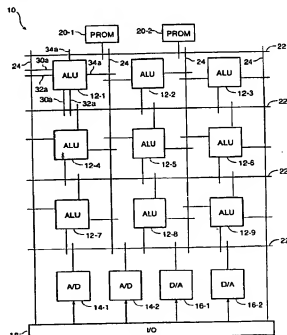 10
20-1
PROM
20-2
PROM
34a
24
24
24
22
30a
34a
ALU
ALU
ALU
32a
12-1
12-2
12-3
30a
32a
22
ALU
ALU
ALU
12-4
12-5
12-6
22
ALU
ALU
ALU
12-7
12-8
12-9
22
A/D
A/D
D/A
D/A
14-1
14-2
16-1
16-2
I/O